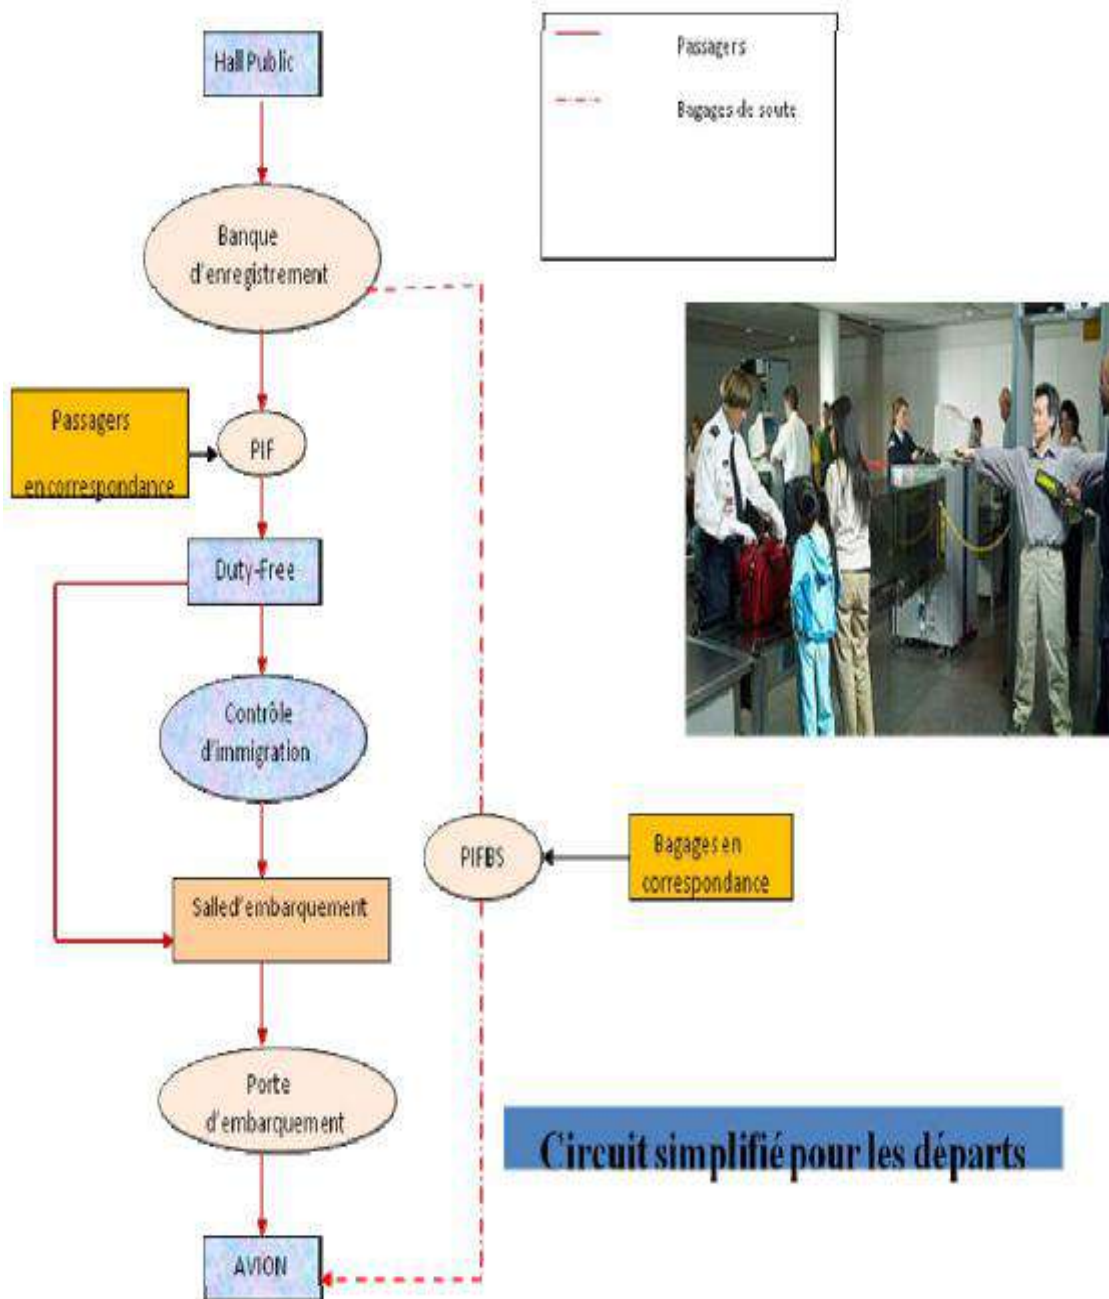 Hall Public
Passagers
Bagages de soute
Banque
d'enregistrement
Passagers
en correspondance
PIF
Duty-Free
Contrôle
d'immigration
PIFBS
Bagages en
correspondance
Salle d'embarquement
Porte
d'embarquement
Circuit simplifié pour les départs
AVION